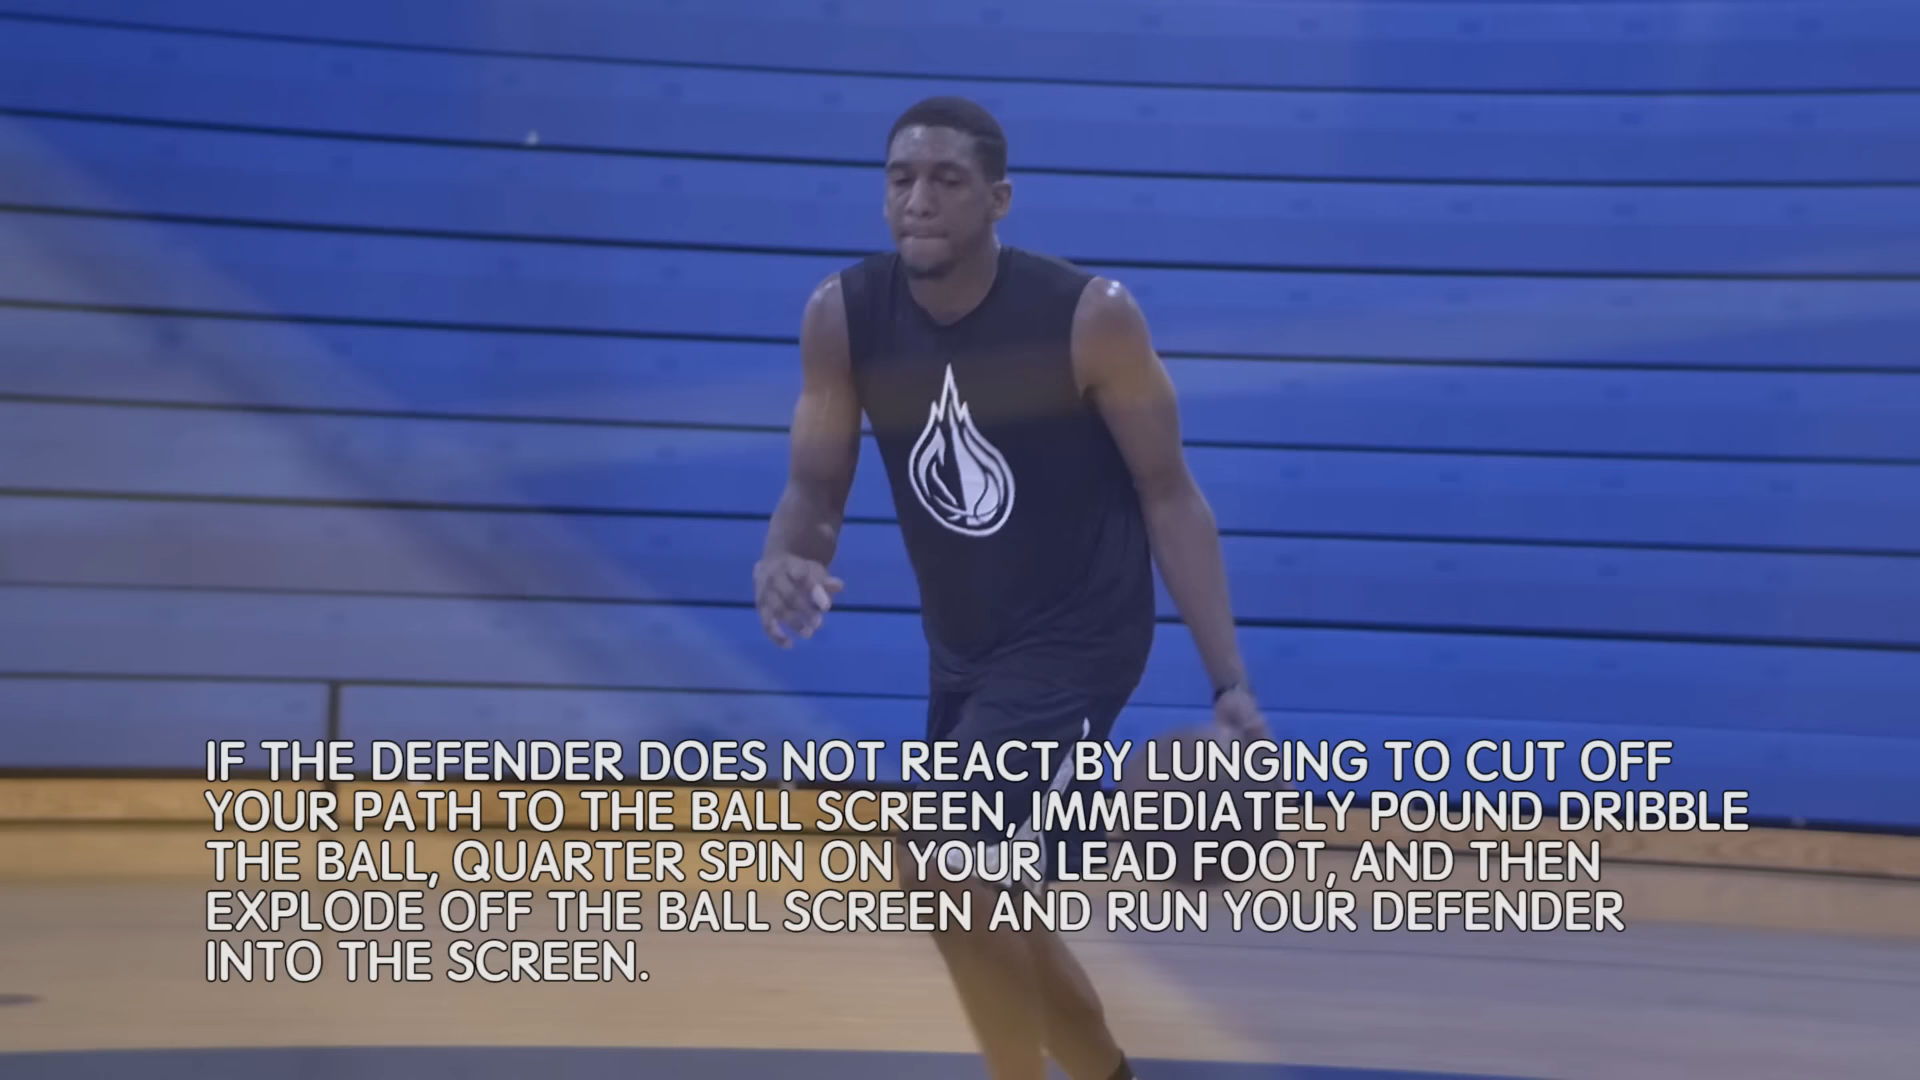 IF THE DEFENDER DOES NOT REACT BY LUNGING TO CUT OFF
YOUR PATH TO THE BALL SCREEN, IMMEDIATELY POUND DRIBBLE
THE BALL, QUARTER SPIN ON YOUR LEAD FOOT, AND THEN
EXPLODE OFF THE BALL SCREEN AND RUN YOUR DEFENDER
INTO THE SCREEN.